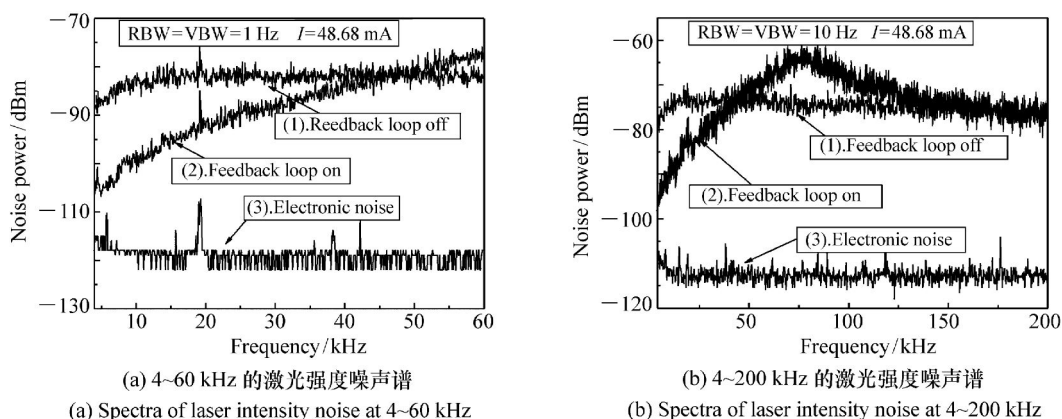 −70
−90
−110
−130
Noise power / dBm
RBW=VBW=1 Hz I=48.68 mA
(1).Reedback loop off
(2).Feedback loop on
(3).Electronic noise
10 20 30 40 50 60
Frequency/kHz
(a) 4~60 kHz 的激光强度噪声谱
(a) Spectra of laser intensity noise at 4~60 kHz
−60
−80
−100
−120
Noise power / dBm
RBW=VBW=10 Hz I=48.68 mA
(1).Feedback loop off
(2).Feedback loop on
(3).Electronic noise
50 100 150 200
Frequency/kHz
(b) 4~200 kHz 的激光强度噪声谱
(b) Spectra of laser intensity noise at 4~200 kHz